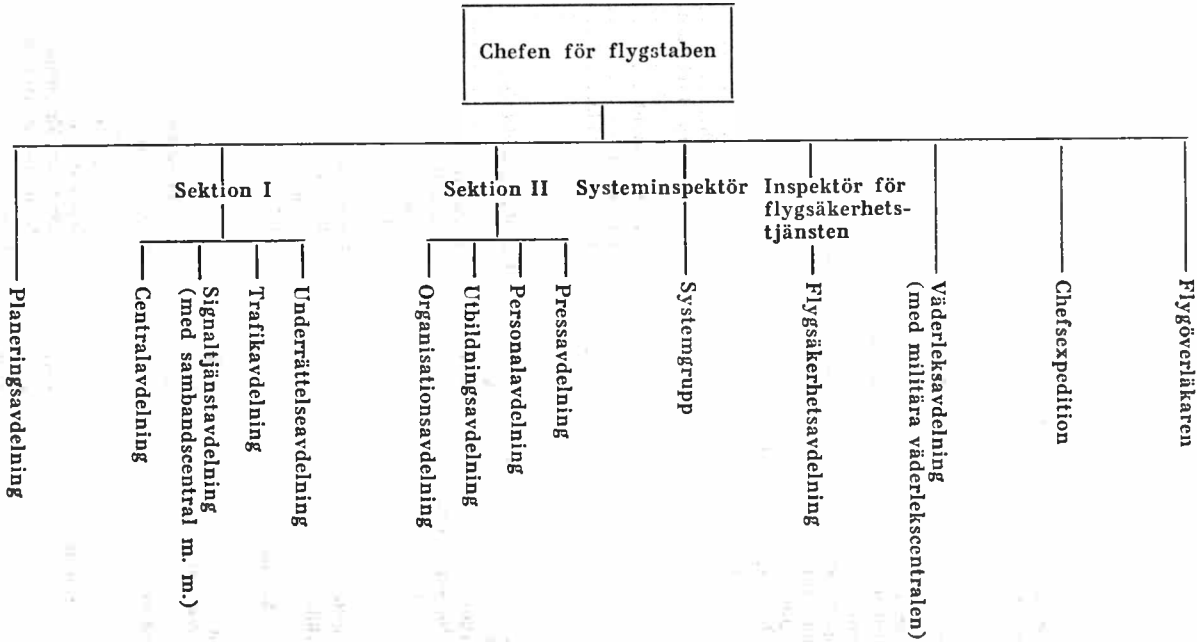 Chefen för flygstaben
Sektion I
Sektion II
Systeminspektör
Inspektör för
flygsäkerhets-
tjänsten
Planeringsavdelning
Centralavdelning
Signaltjänstavdelning
(med sambandscentral m. m.)
Trafikavdelning
Underrättelseavdelning
Organisationsavdelning
Utbildningsavdelning
Personalavdelning
Pressavdelning
Systemgrupp
Flygsäkerhetsavdelning
Väderleksavdelning
(med militära väderlekscentralen)
Chefsexpedition
Flygöverläkaren